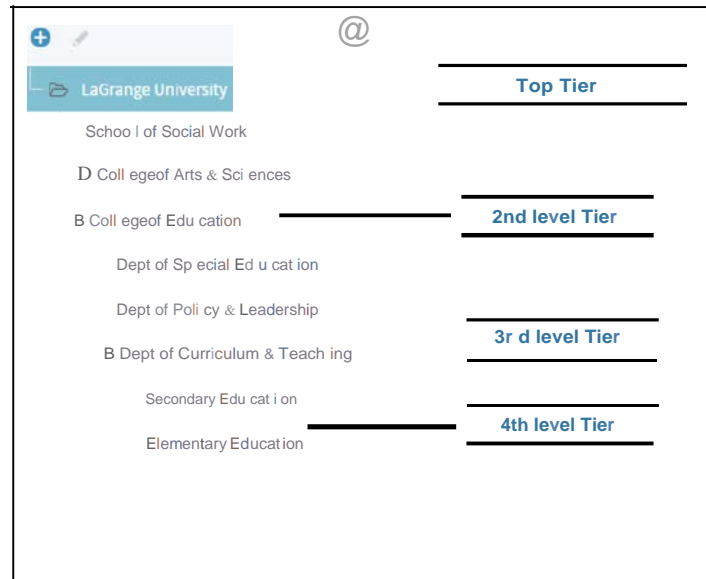 @
LaGrange University
Top Tier
Schoo l of Social Work
D Coll egeof Arts & Sci ences
B Coll egeof Edu cation
2nd level Tier
Dept of Sp ecial Ed u cat ion
Dept of Poli cy & Leadership
3r d level Tier
B Dept of Curriculum & Teach ing
Secondary Edu cat i on
4th level Tier
Elementary Education